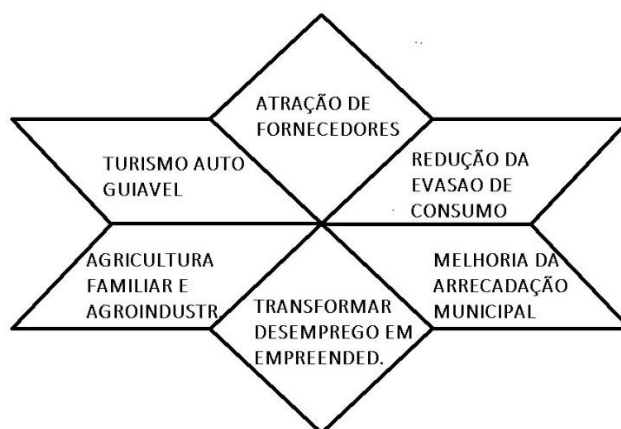 ATRAÇÃO DE
FORNECEDORES
TURISMO AUTO
GUIAVEL
REDUÇÃO DA
EVASAO DE
CONSUMO
AGRICULTURA
FAMILIAR E
AGROINDUSTR.
TRANSFORMAR
DESEMPREGO EM
EMPREENDED.
MELHORIA DA
ARRECADAÇÃO
MUNICIPAL